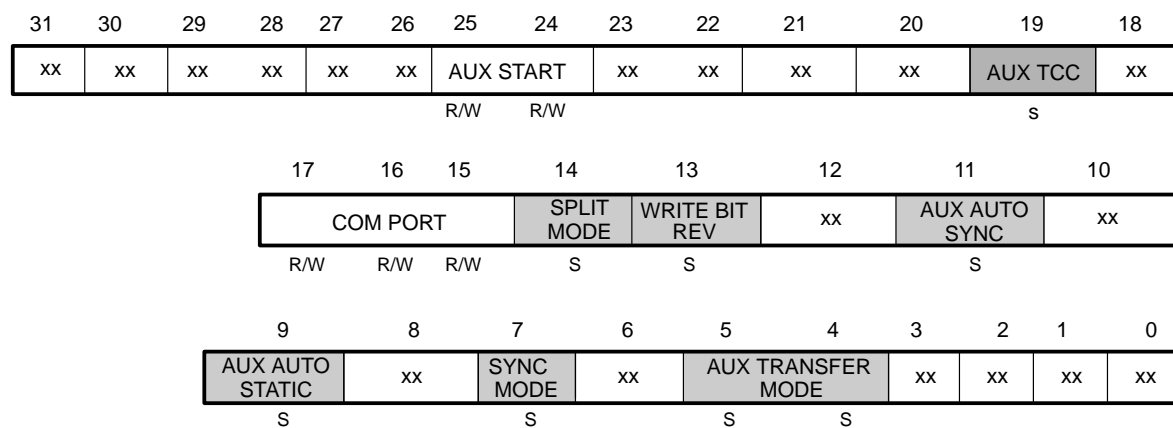 31 30 29 28 27 26 25 24 23 22 21 20 19 18
xx xx xx xx xx xx AUX START xx xx xx xx AUX TCC xx
R/W R/W s
17 16 15 14 13 12 11 10
COM PORT SPLIT MODE WRITE BIT REV xx AUX AUTO SYNC xx
R/W R/W R/W S S S
9 8 7 6 5 4 3 2 1 0
AUX AUTO STATIC xx SYNC MODE xx AUX TRANSFER MODE xx xx xx xx
S S S S